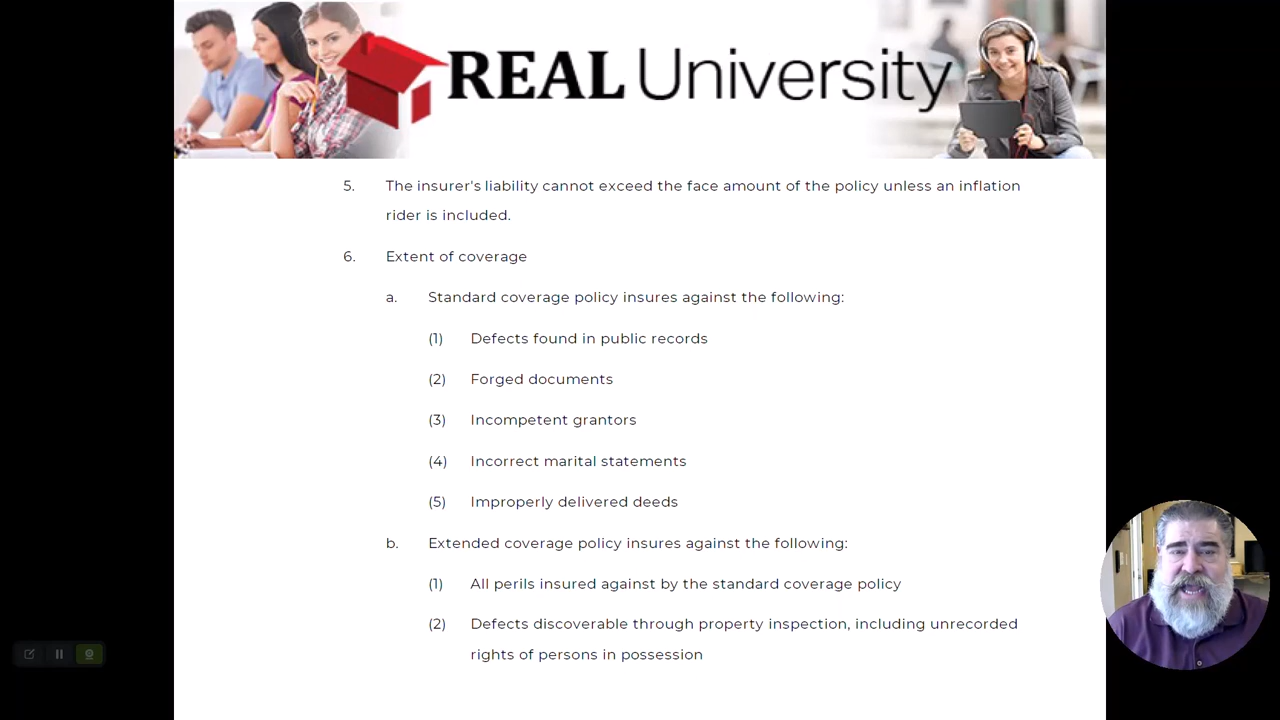 REAL University
5. The insurer's liability cannot exceed the face amount of the policy unless an inflation
rider is included.
6. Extent of coverage
a. Standard coverage policy insures against the following:
(1) Defects found in public records
(2) Forged documents
(3) Incompetent grantors
(4) Incorrect marital statements
(5) Improperly delivered deeds
b. Extended coverage policy insures against the following:
(1) All perils insured against by the standard coverage policy
(2) Defects discoverable through property inspection, including unrecorded
rights of persons in possession